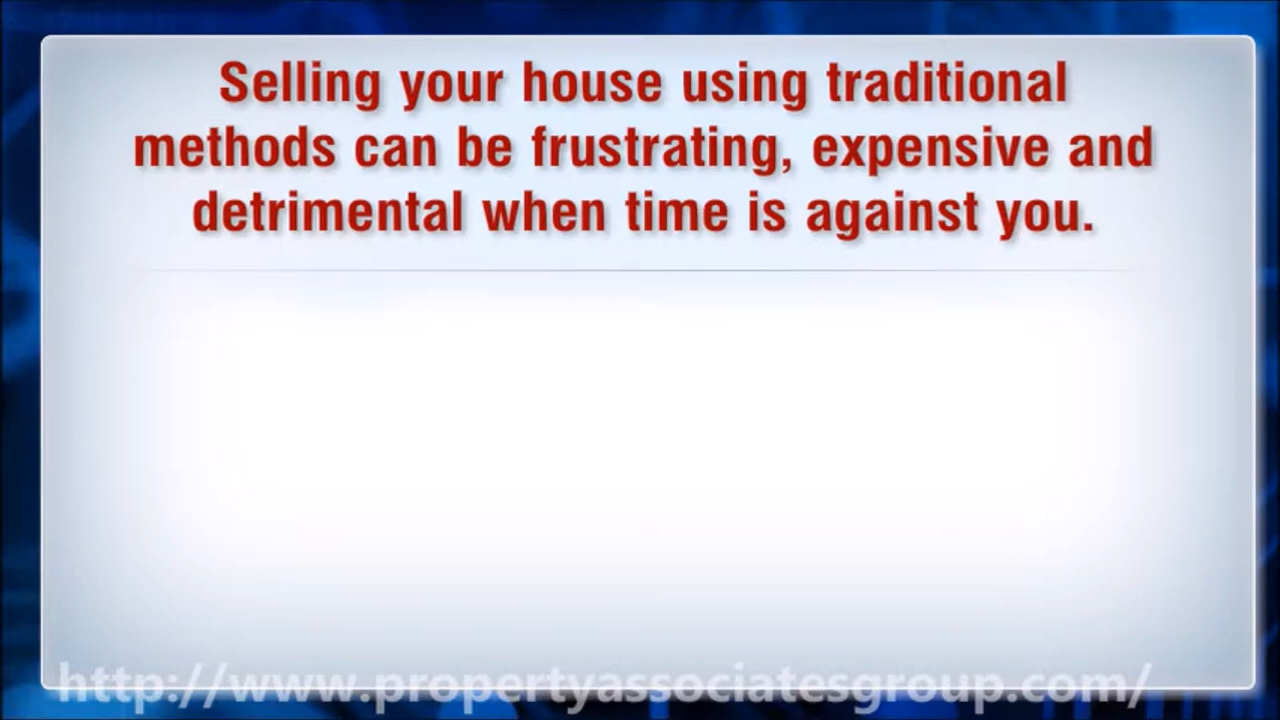 Selling your house using traditional
methods can be frustrating, expensive and
detrimental when time is against you.
http://www.propertyassociatesgroup.com/